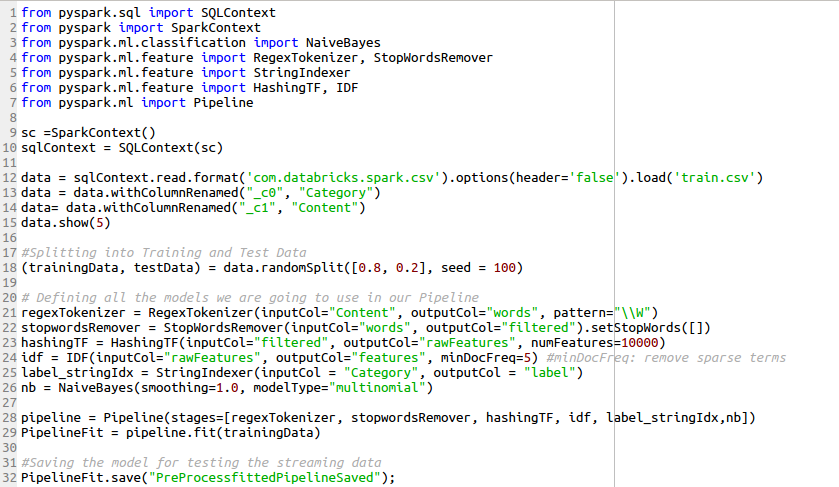 1 from pyspark.sql import SQLContext
2 from pyspark import SparkContext
3 from pyspark.ml.classification import NaiveBayes
4 from pyspark.ml.feature import RegexTokenizer, StopWordsRemover
5 from pyspark.ml.feature import StringIndexer
6 from pyspark.ml.feature import HashingTF, IDF
7 from pyspark.ml import Pipeline
8
9 sc =SparkContext()
10 sqlContext = SQLContext(sc)
11
12 data = sqlContext.read.format('com.databricks.spark.csv').options(header='false').load('train.csv')
13 data = data.withColumnRenamed("_c0", "Category")
14 data= data.withColumnRenamed("_c1", "Content")
15 data.show(5)
16
17 #Splitting into Training and Test Data
18 (trainingData, testData) = data.randomSplit([0.8, 0.2], seed = 100)
19
20 # Defining all the models we are going to use in our Pipeline
21 regexTokenizer = RegexTokenizer(inputCol="Content", outputCol="words", pattern="\\W")
22 stopwordsRemover = StopWordsRemover(inputCol="words", outputCol="filtered").setStopWords([])
23 hashingTF = HashingTF(inputCol="filtered", outputCol="rawFeatures", numFeatures=10000)
24 idf = IDF(inputCol="rawFeatures", outputCol="features", minDocFreq=5) #minDocFreq: remove sparse terms
25 label_stringIdx = StringIndexer(inputCol = "Category", outputCol = "label")
26 nb = NaiveBayes(smoothing=1.0, modelType="multinomial")
27
28 pipeline = Pipeline(stages=[regexTokenizer, stopwordsRemover, hashingTF, idf, label_stringIdx,nb])
29 PipelineFit = pipeline.fit(trainingData)
30
31 #Saving the model for testing the streaming data
32 PipelineFit.save("PreProcessfittedPipelineSaved");